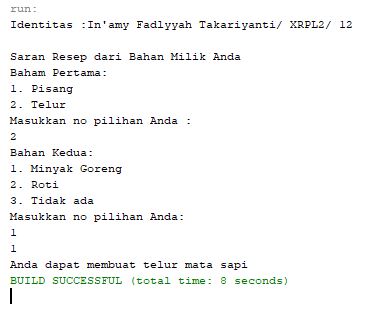 run:
Identitas :In'amy Fadlyyah Takariyanti/ XRPL2/ 12
Saran Resep dari Bahan Milik Anda
Baham Pertama:
1. Pisang
2. Telur
Masukkan no pilihan Anda :
2
Bahan Kedua:
1. Minyak Goreng
2. Roti
3. Tidak ada
Masukkan no pilihan Anda:
1
1
Anda dapat membuat telur mata sapi
BUILD SUCCESSFUL (total time: 8 seconds)